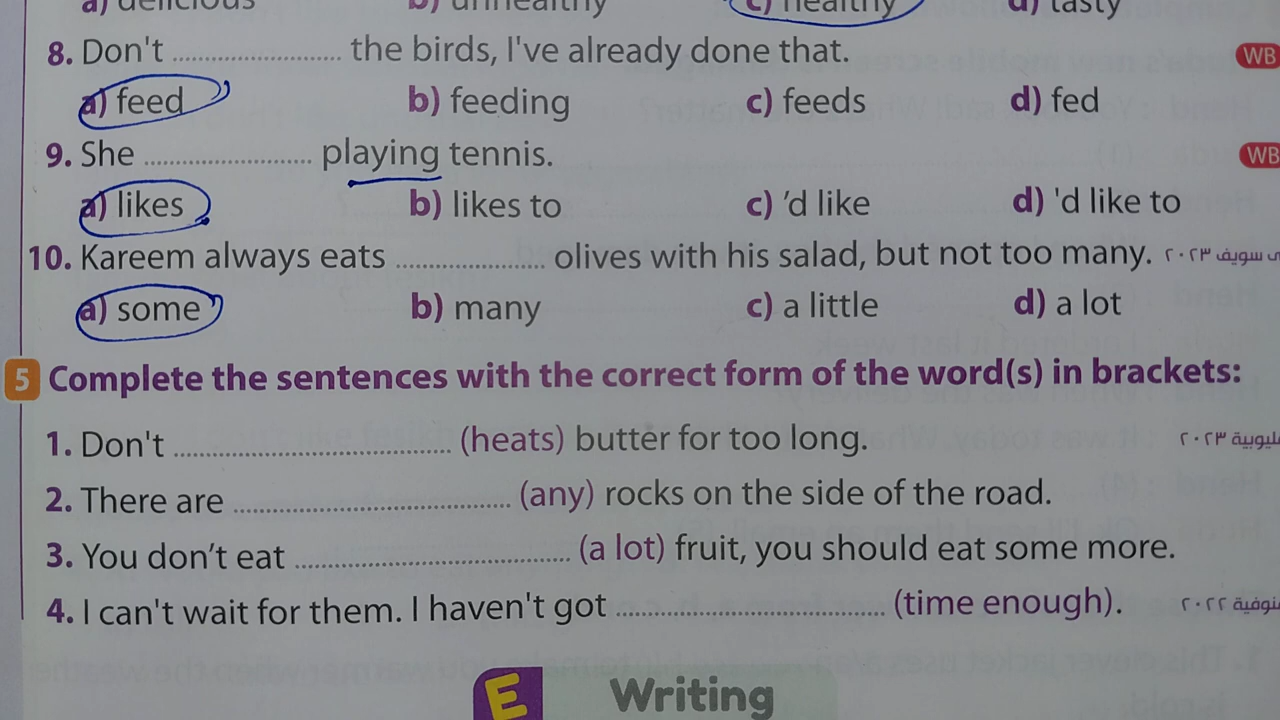 a) delicious b) unhealthy c) healthy d) tasty
8. Don't .................... the birds, I've already done that. WB
a) feed b) feeding c) feeds d) fed
9. She .................... playing tennis. WB
a) likes b) likes to c) 'd like d) 'd like to
10. Kareem always eats .................... olives with his salad, but not too many. سويف ٢٠٢٣
a) some b) many c) a little d) a lot
5 Complete the sentences with the correct form of the word(s) in brackets:
1. Don't .................... (heats) butter for too long. ٢٠٢٣
2. There are .................... (any) rocks on the side of the road.
3. You don't eat .................... (a lot) fruit, you should eat some more.
4. I can't wait for them. I haven't got .................... (time enough). ٢٠٢٢
E Writing